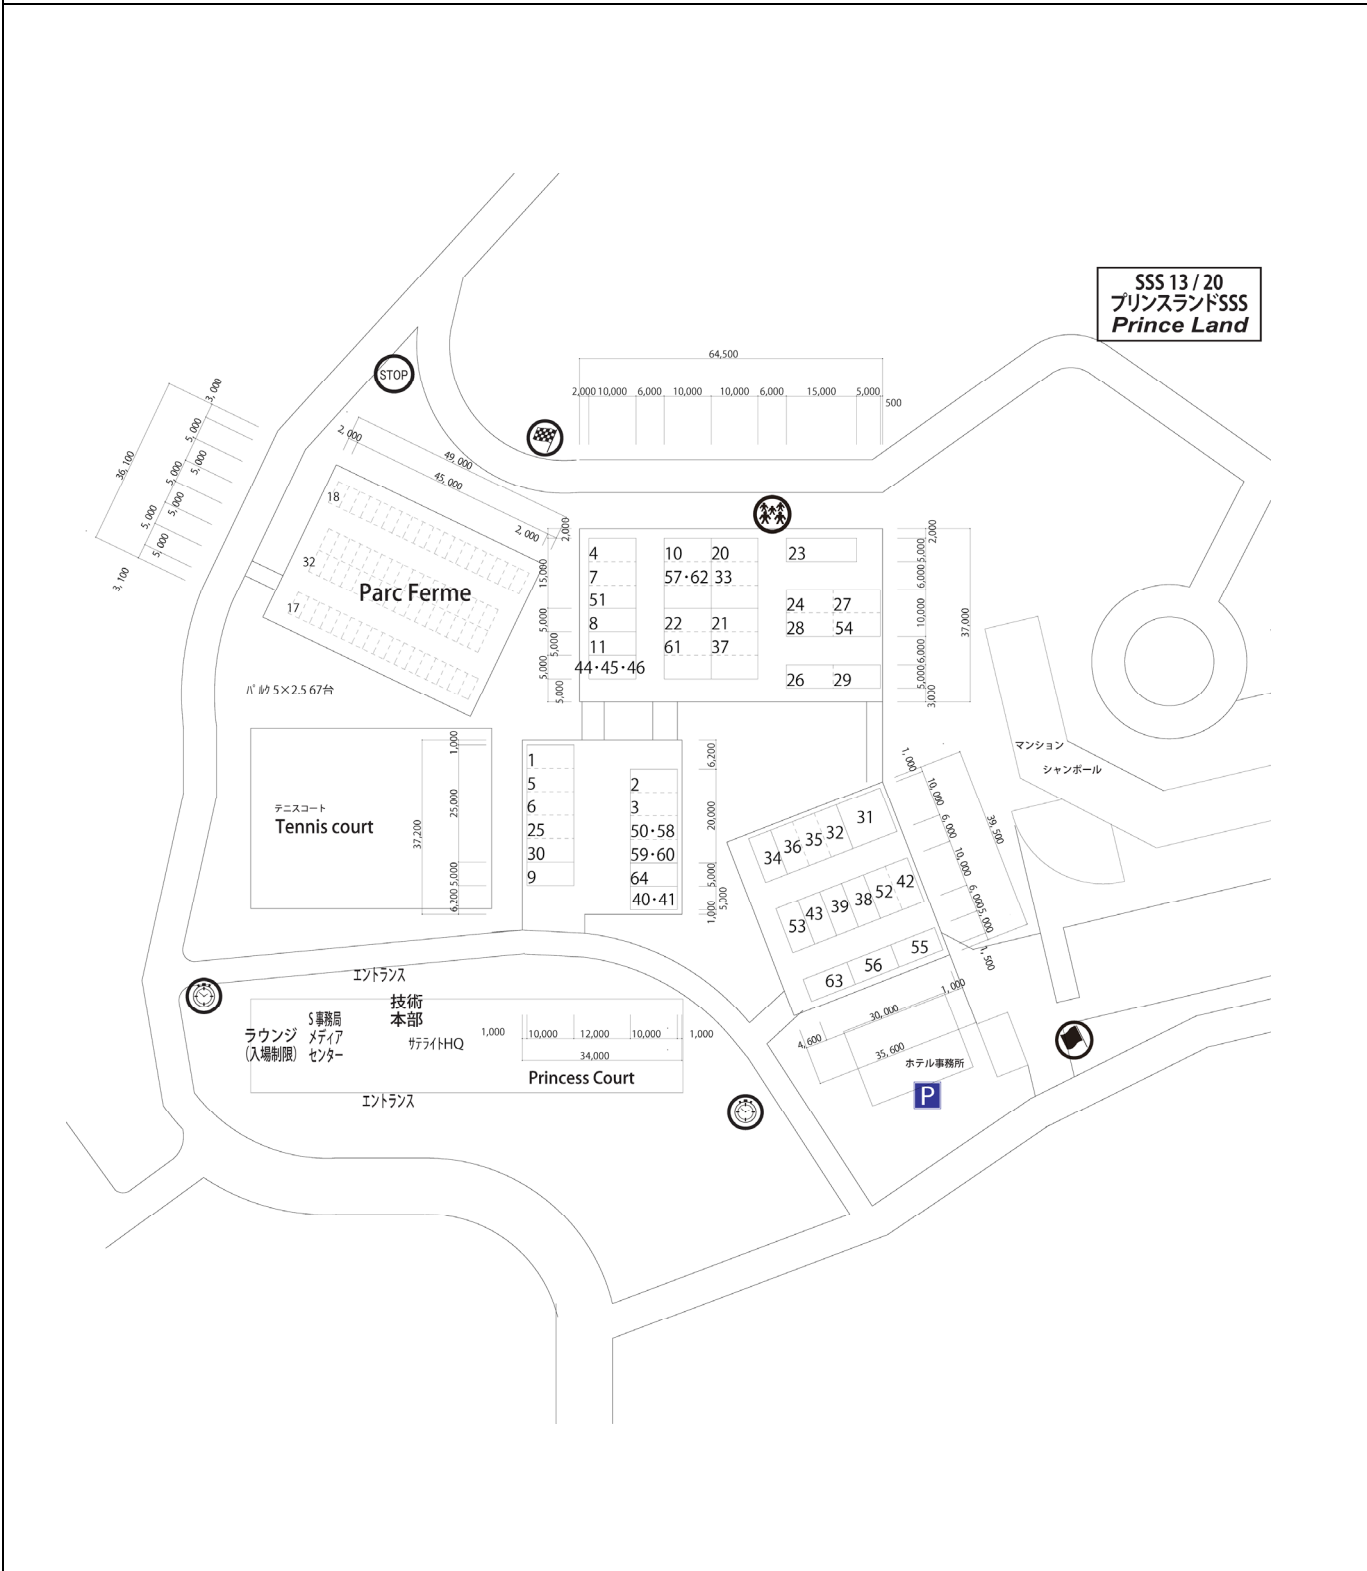 SSS 13 / 20
プリンスランドSSS
Prince Land
64,500
2,000 10,000 6,000 10,000 10,000 6,000 15,000 5,000
500
STOP
3,000
5,000
5,000
5,000
5,000
5,000
5,000
3,100
36,100
2,000
49,000
45,000
2,000
18
32
17
Parc Ferme
パルク 5×2.5 67台
2,000
15,000
5,000
5,000
5,000
5,000
4
7
51
8
11
44・45・46
10 20
57・62 33
22 21
61 37
23
24 27
28 54
26 29
2,000
5,000
6,000
10,000
6,000
5,000
3,000
37,000
テニスコート
Tennis court
1,000
25,000
5,000
6,200
37,200
1
5
6
25
30
9
2
3
50・58
59・60
64
40・41
6,200
20,000
5,000
5,000
1,000
34 36 35 32 31
53 43 39 38 52 42
63 56 55
1,000
10,000
6,000
10,000
6,000
5,000
1,500
39,500
マンション
シャンボール
エントランス
技術
本部
ラウンジ
(入場制限)
S事務局
メディア
センター
サテライトHQ
1,000 10,000 12,000 10,000 1,000
34,000
Princess Court
エントランス
1,000
30,000
4,600
35,600
ホテル事務所
P